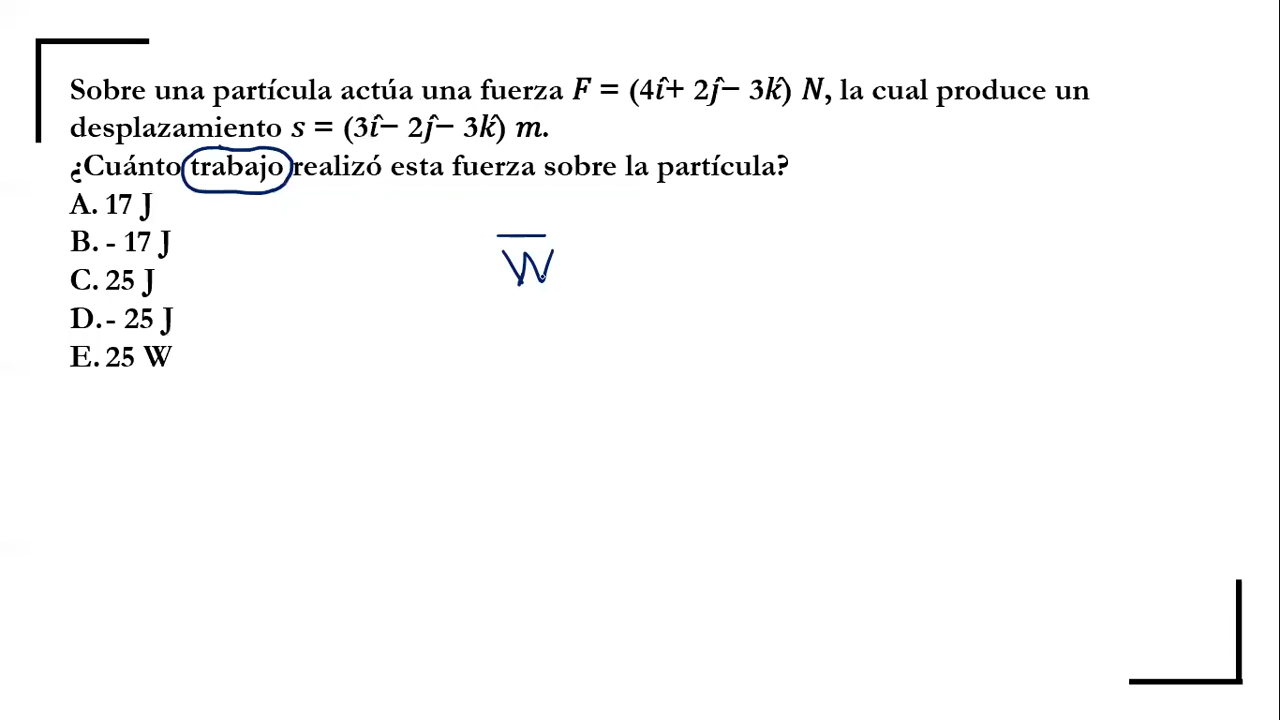 Sobre una partícula actúa una fuerza F = (4î+ 2ĵ− 3k̂) N, la cual produce un
desplazamiento s = (3î− 2ĵ− 3k̂) m.
¿Cuánto trabajo realizó esta fuerza sobre la partícula?
A. 17 J
B. - 17 J
C. 25 J
D. - 25 J
E. 25 W
W